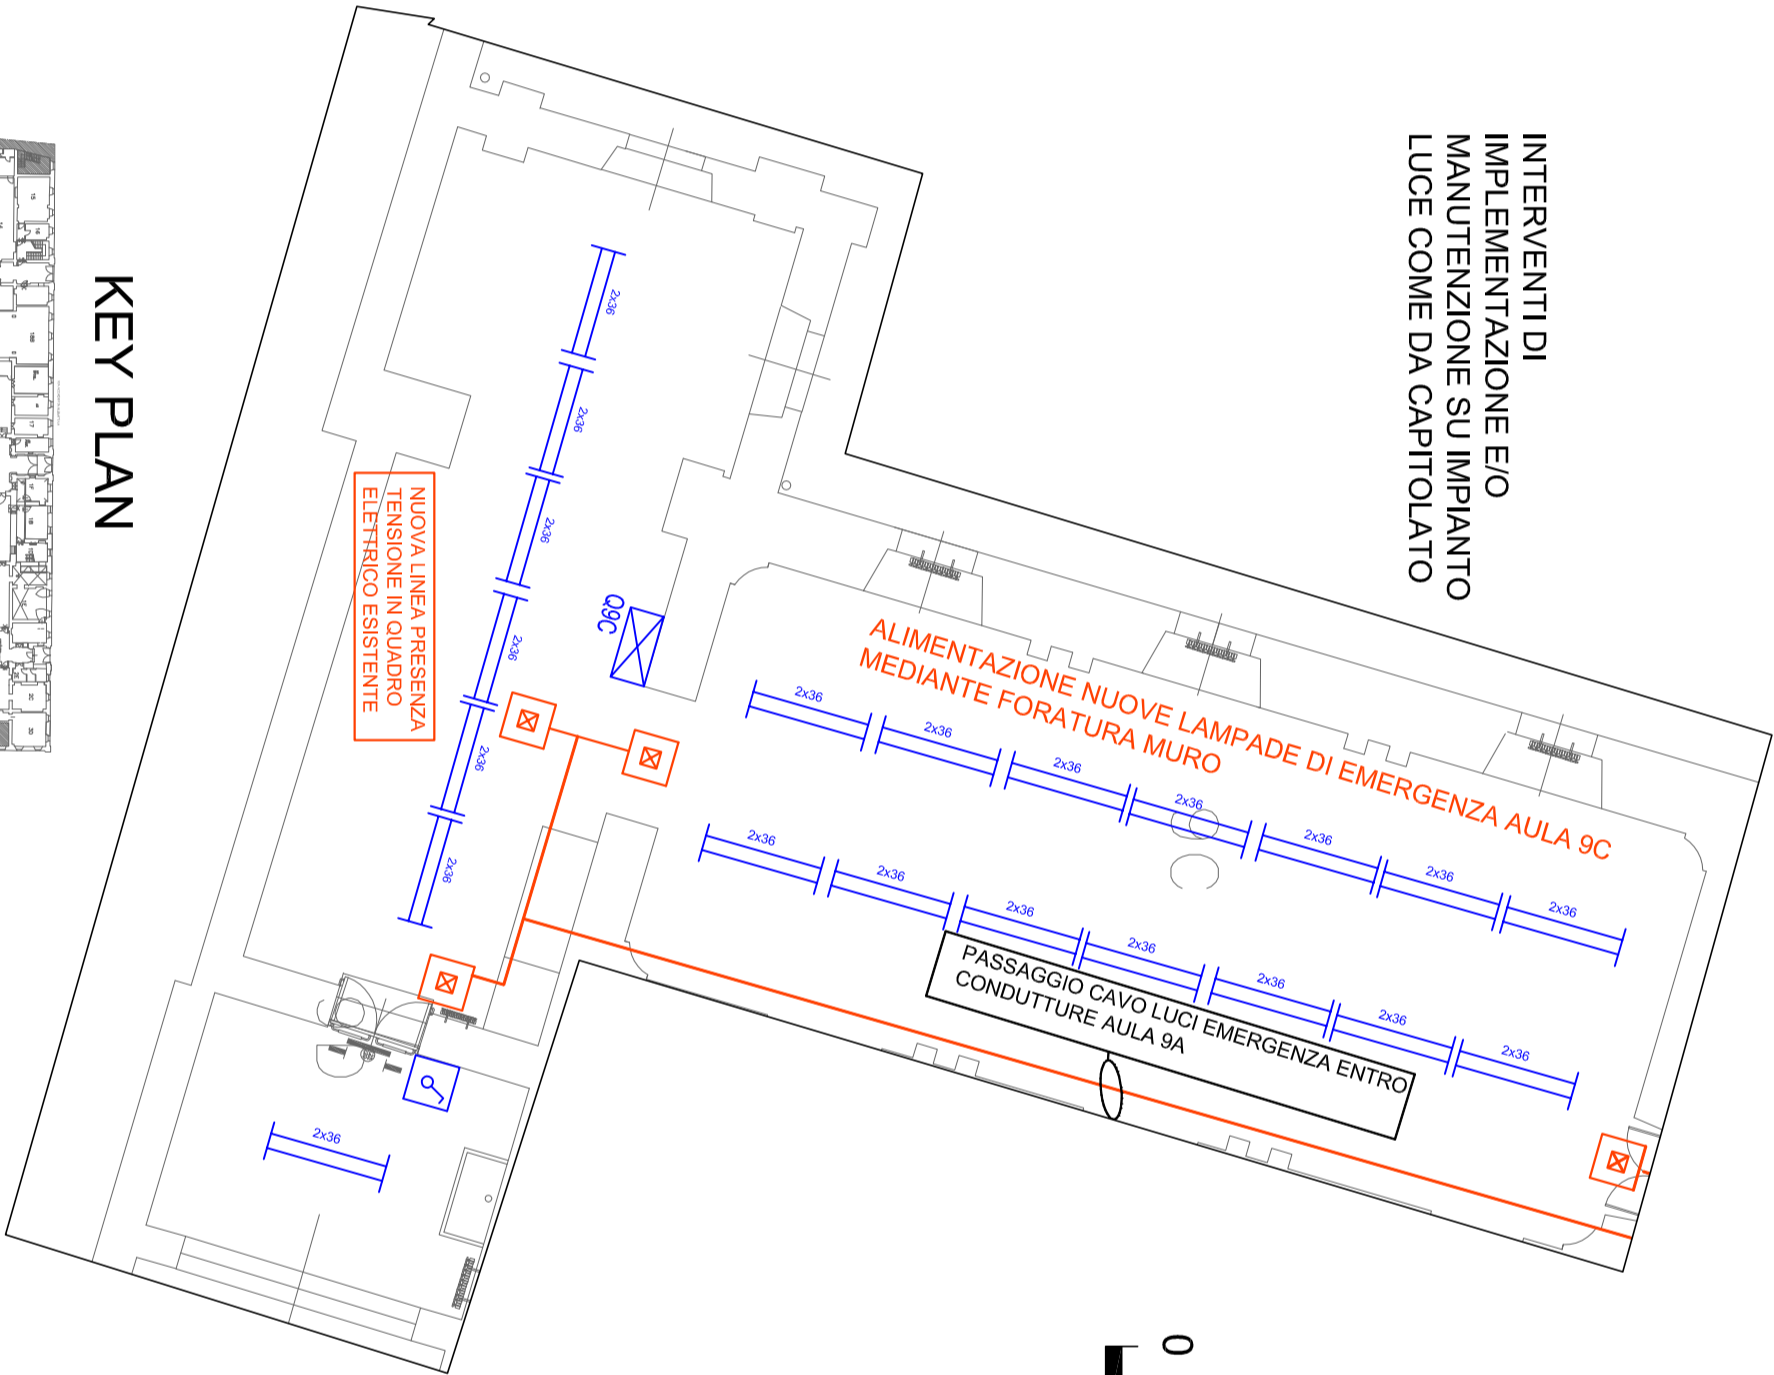 INTERVENTI DI
IMPLEMENTAZIONE E/O
MANUTENZIONE SU IMPIANTO
LUCE COME DA CAPITOLATO
ALIMENTAZIONE NUOVE LAMPADE DI EMERGENZA AULA 9C
MEDIANTE FORATURA MURO
2x36
2x36
2x36
2x36
2x36
2x36
2x36
2x36
2x36
2x36
2x36
2x36
2x36
2x36
PASSAGGIO CAVO LUCI EMERGENZA ENTRO
CONDUTTURE AULA 9A
Q9C
2x36
2x36
2x36
2x36
2x36
2x36
NUOVA LINEA PRESENZA
TENSIONE IN QUADRO
ELETTRICO ESISTENTE
2x36
KEY PLAN
15
14
17
0